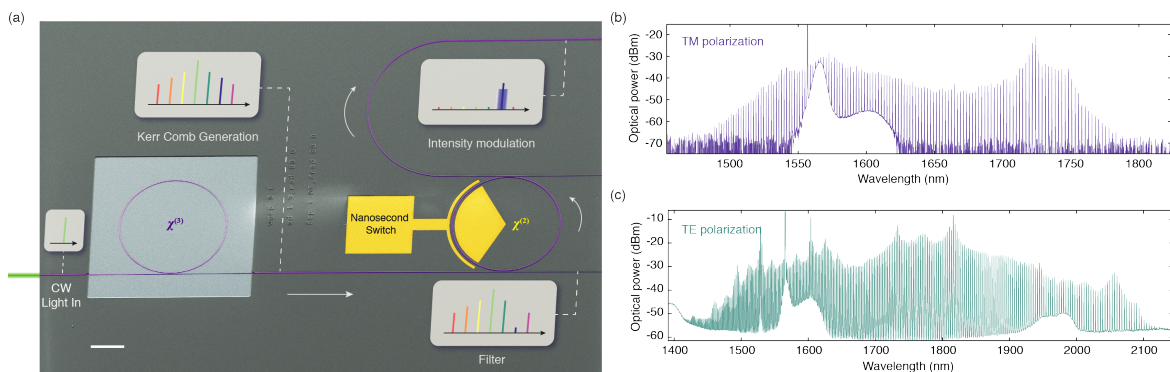 (a)
Kerr Comb Generation
Intensity modulation
χ(3)
Nanosecond
Switch
χ(2)
CW
Light In
Filter
(b)
TM polarization
Optical power (dBm)
-20
-30
-40
-50
-60
-70
1500
1550
1600
1650
1700
1750
1800
Wavelength (nm)
(c)
TE polarization
Optical power (dBm)
-10
-20
-30
-40
-50
-60
1400
1500
1600
1700
1800
1900
2000
2100
Wavelength (nm)